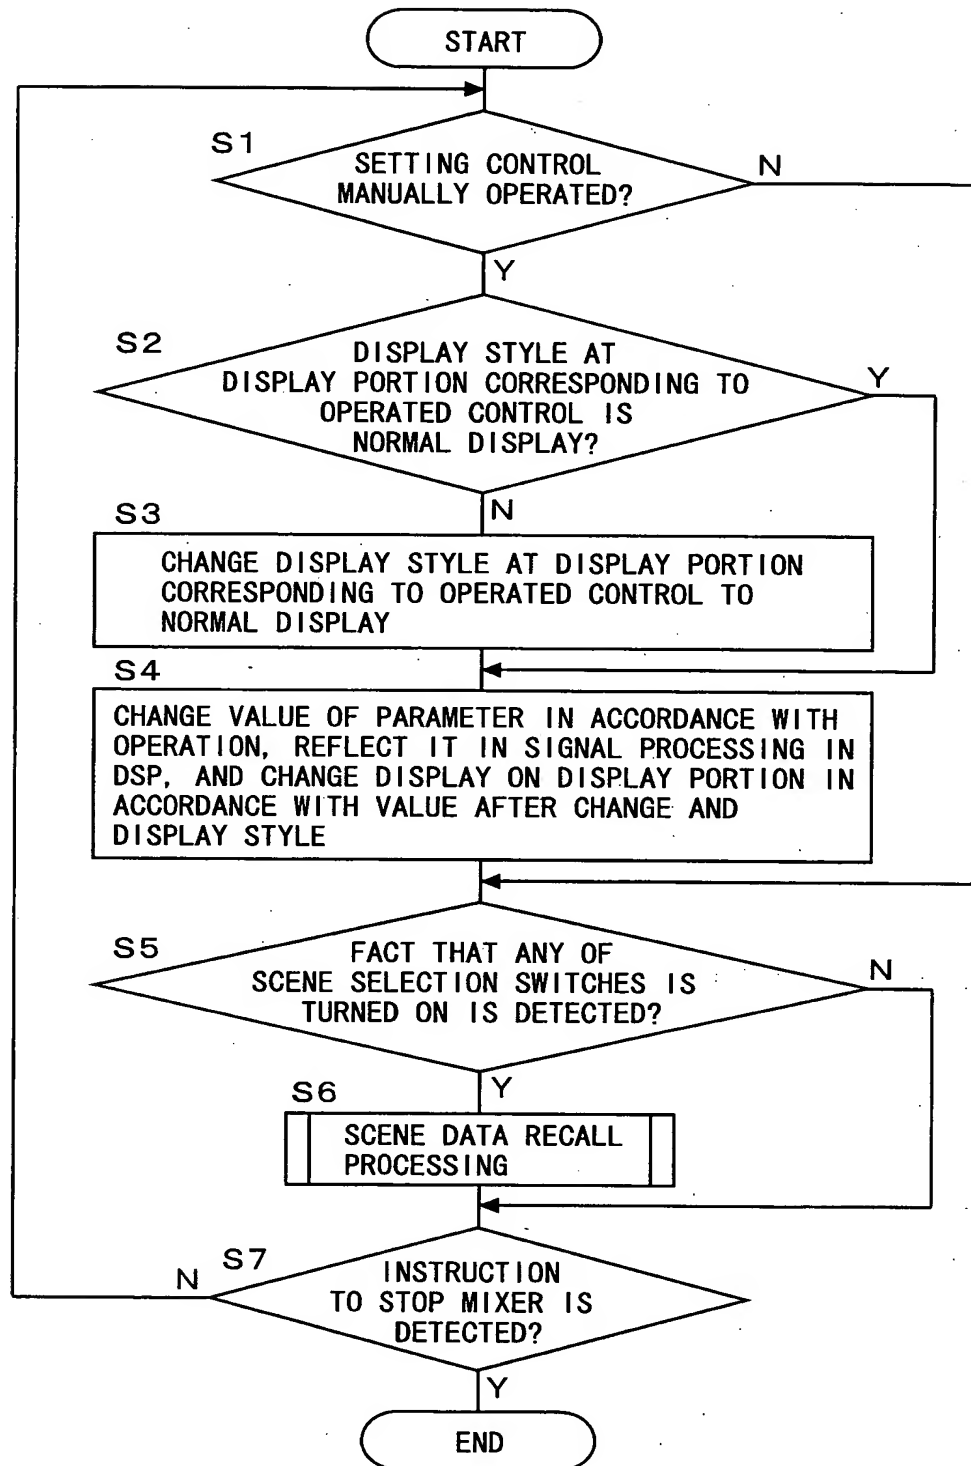 START
S1
SETTING CONTROL
MANUALLY OPERATED?
N
Y
S2
DISPLAY STYLE AT
DISPLAY PORTION CORRESPONDING TO
OPERATED CONTROL IS
NORMAL DISPLAY?
Y
N
S3
CHANGE DISPLAY STYLE AT DISPLAY PORTION
CORRESPONDING TO OPERATED CONTROL TO
NORMAL DISPLAY
S4
CHANGE VALUE OF PARAMETER IN ACCORDANCE WITH
OPERATION, REFLECT IT IN SIGNAL PROCESSING IN
DSP, AND CHANGE DISPLAY ON DISPLAY PORTION IN
ACCORDANCE WITH VALUE AFTER CHANGE AND
DISPLAY STYLE
S5
FACT THAT ANY OF
SCENE SELECTION SWITCHES IS
TURNED ON IS DETECTED?
N
Y
S6
SCENE DATA RECALL
PROCESSING
S7
N
INSTRUCTION
TO STOP MIXER IS
DETECTED?
Y
END